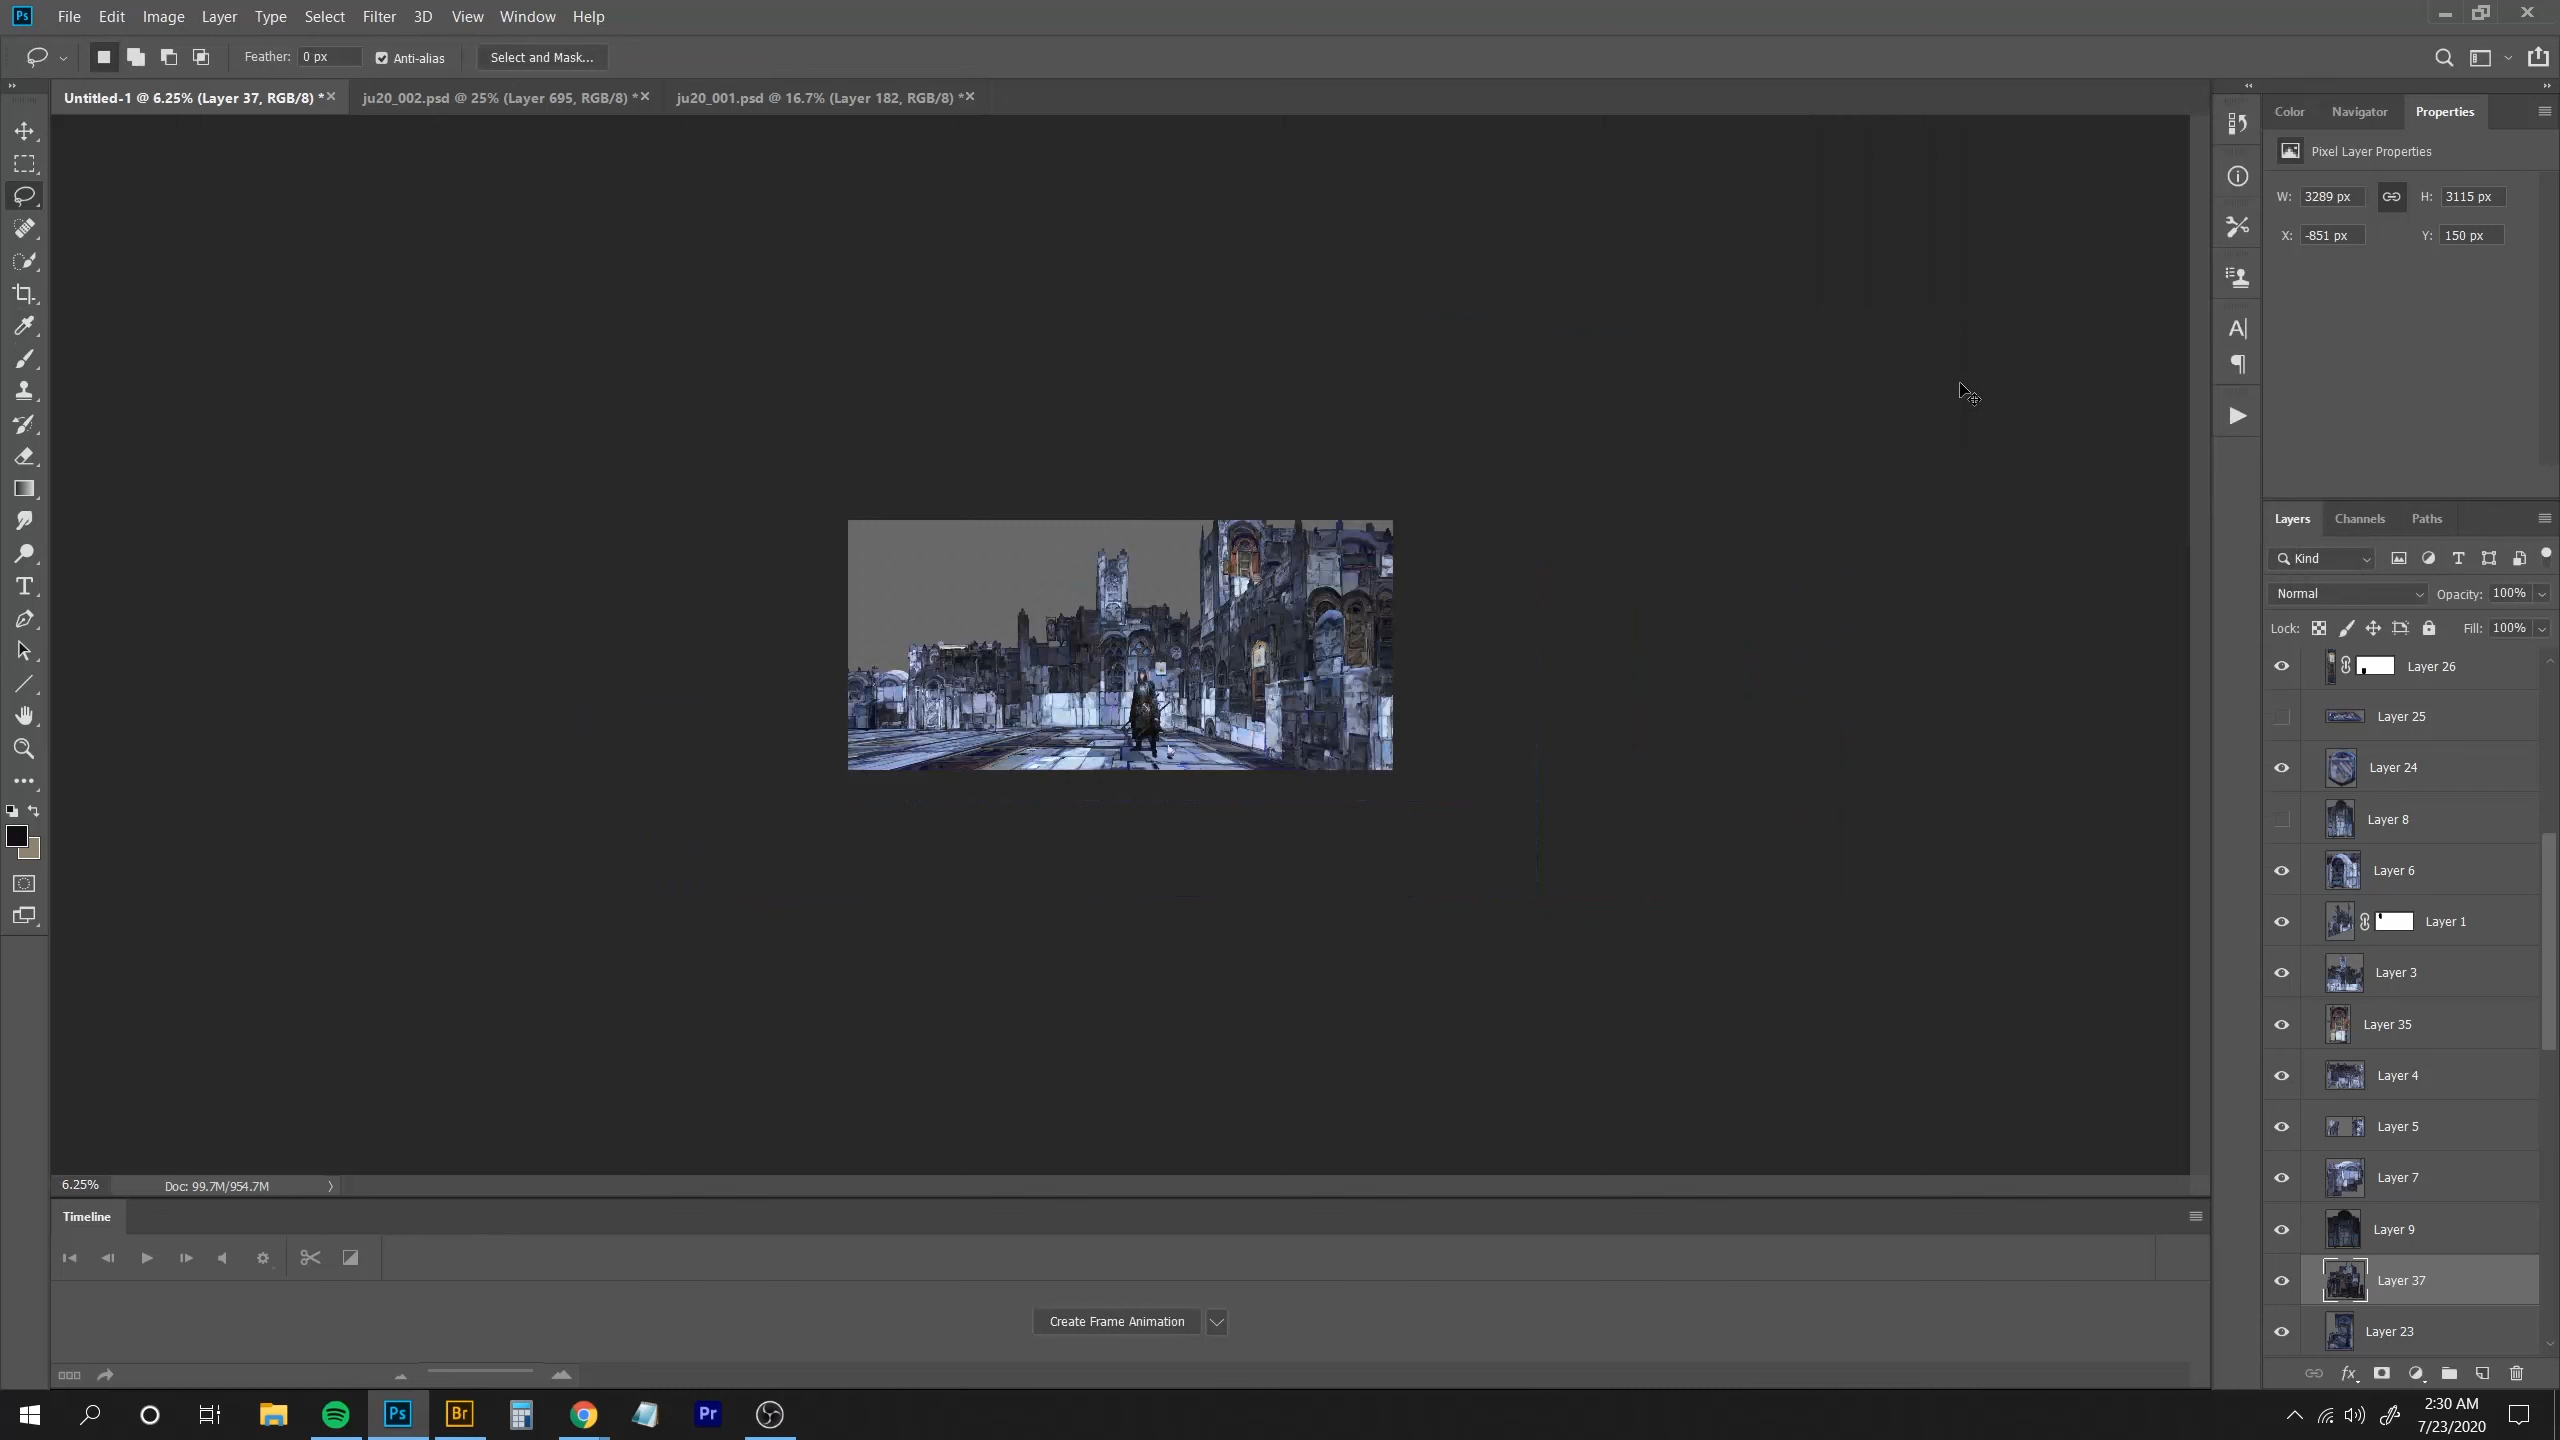 Ps File Edit Image Layer Type Select Filter 3D View Window Help
Feather: 0 px Anti-alias Select and Mask...
Untitled-1 @ 6.25% (Layer 37, RGB/8) * ju20_002.psd @ 25% (Layer 695, RGB/8) * ju20_001.psd @ 16.7% (Layer 182, RGB/8) *
Color Navigator Properties
Pixel Layer Properties
W: 3289 px H: 3115 px
X: -851 px Y: 150 px
Layers Channels Paths
Kind
Normal Opacity: 100%
Lock: Fill: 100%
Layer 26
Layer 25
Layer 24
Layer 8
Layer 6
Layer 1
Layer 3
Layer 35
Layer 4
Layer 5
Layer 7
Layer 9
Layer 37
Layer 23
6.25% Doc: 99.7M/954.7M
Timeline
Create Frame Animation
Ps Br Pr
2:30 AM
7/23/2020